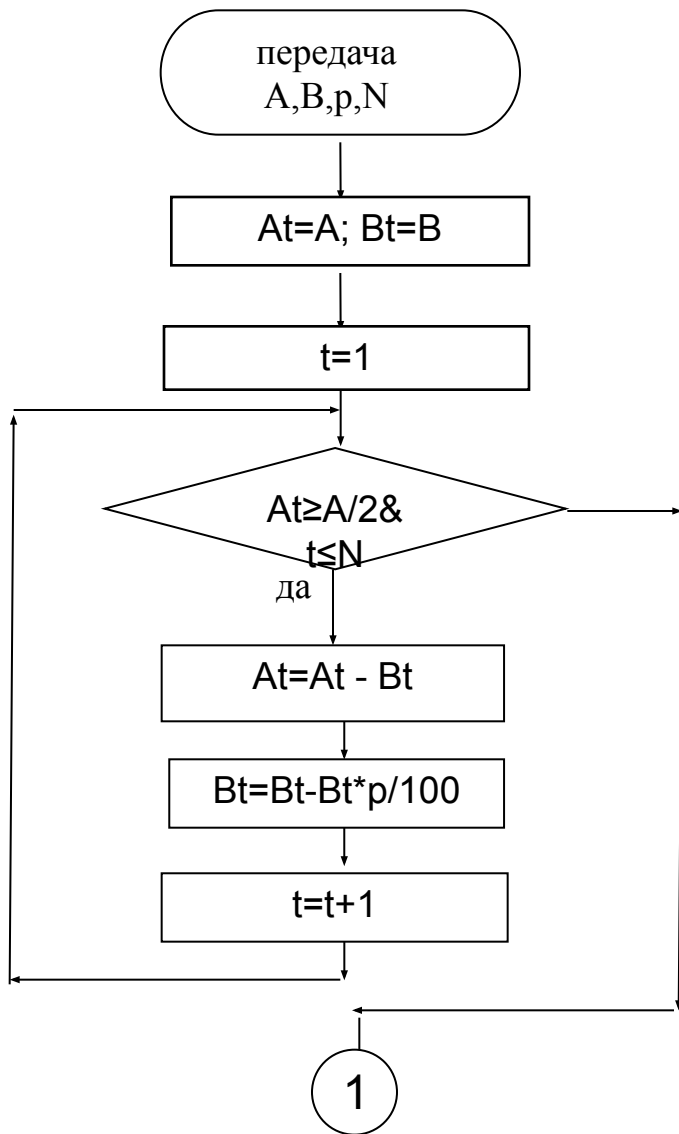 передача
A,B,p,N
At=A; Bt=B
t=1
At≥A/2&
t≤N
да
At=At - Bt
Bt=Bt-Bt*p/100
t=t+1
1